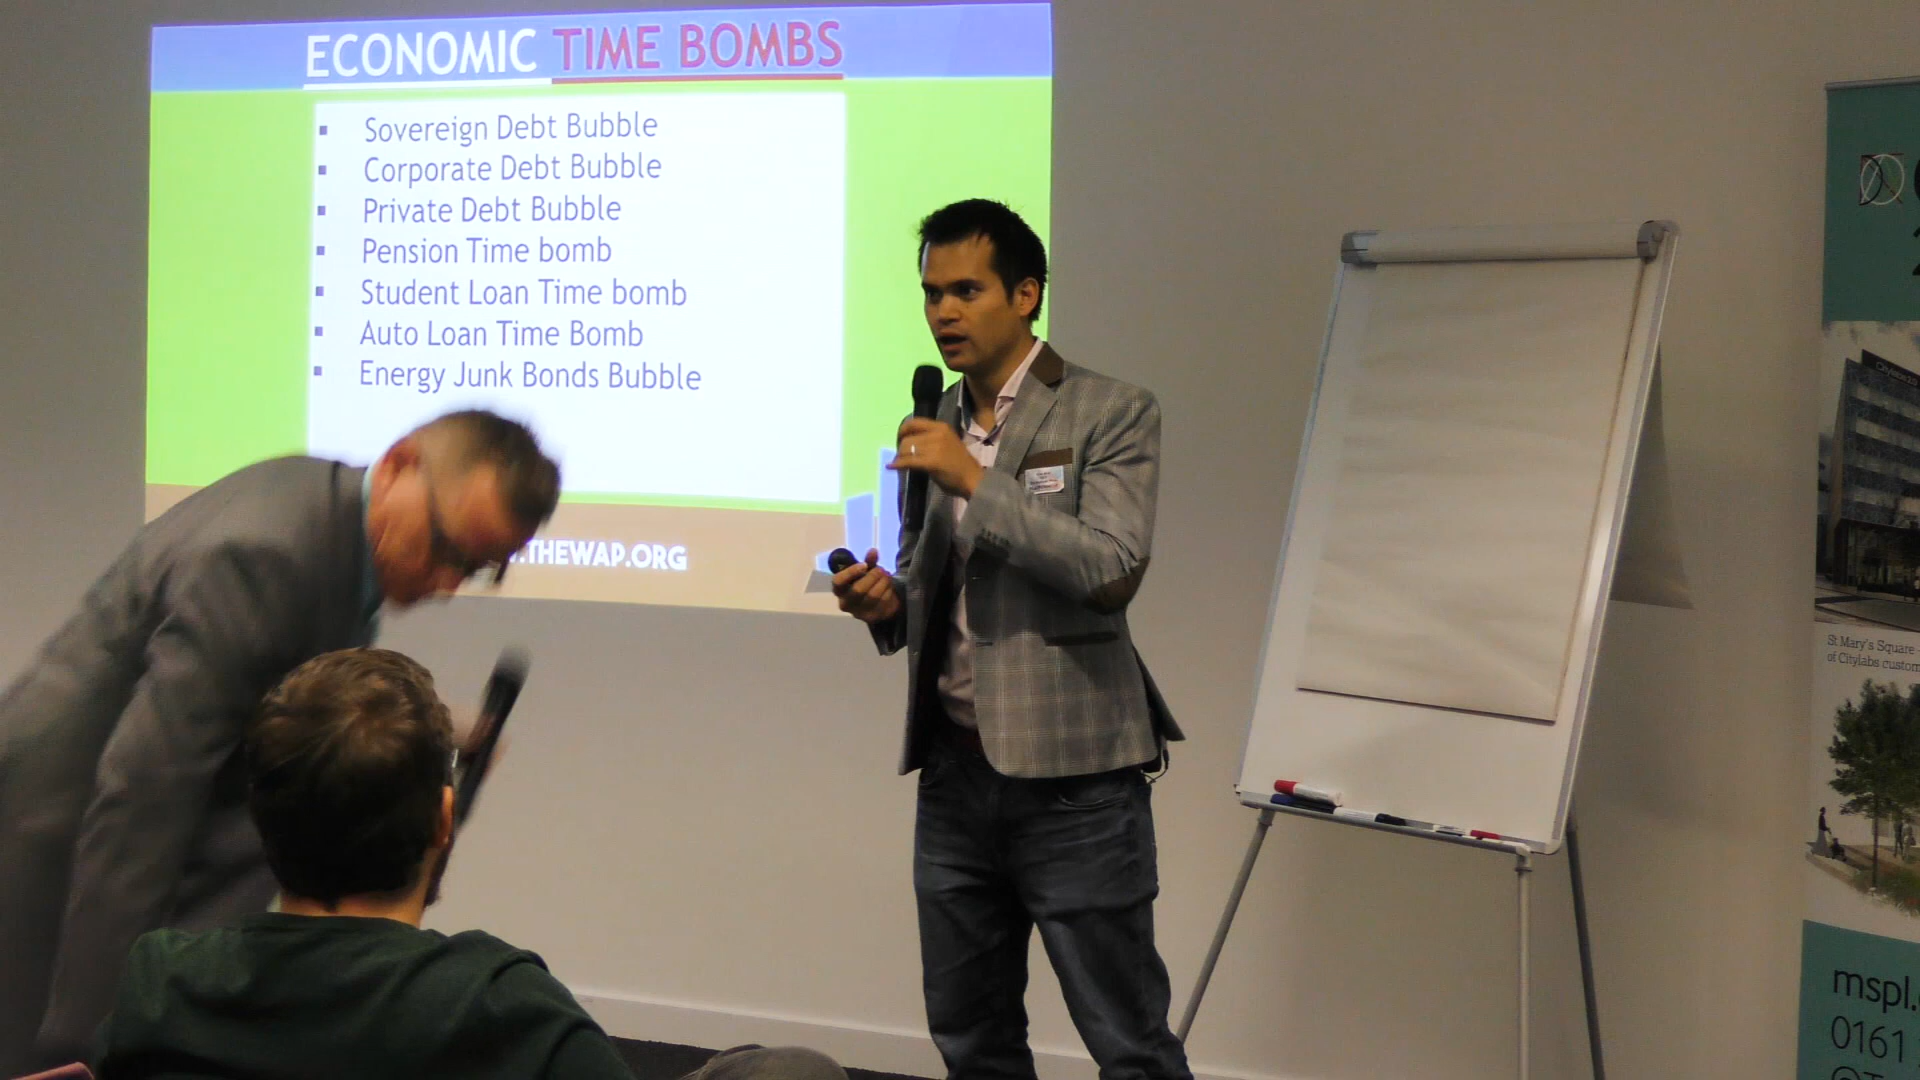 ECONOMIC TIME BOMBS
Sovereign Debt Bubble
Corporate Debt Bubble
Private Debt Bubble
Pension Time bomb
Student Loan Time bomb
Auto Loan Time Bomb
Energy Junk Bonds Bubble
.THEWAP.ORG
St Mary's Square
of Citylabs custom
mspl.
0161